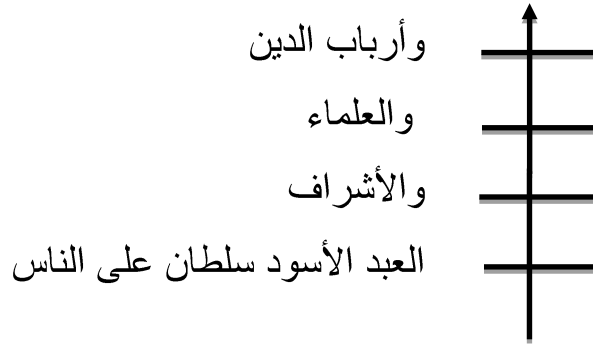 وأرباب الدين
والعلماء
والأشراف
العبد الأسود سلطان على الناس